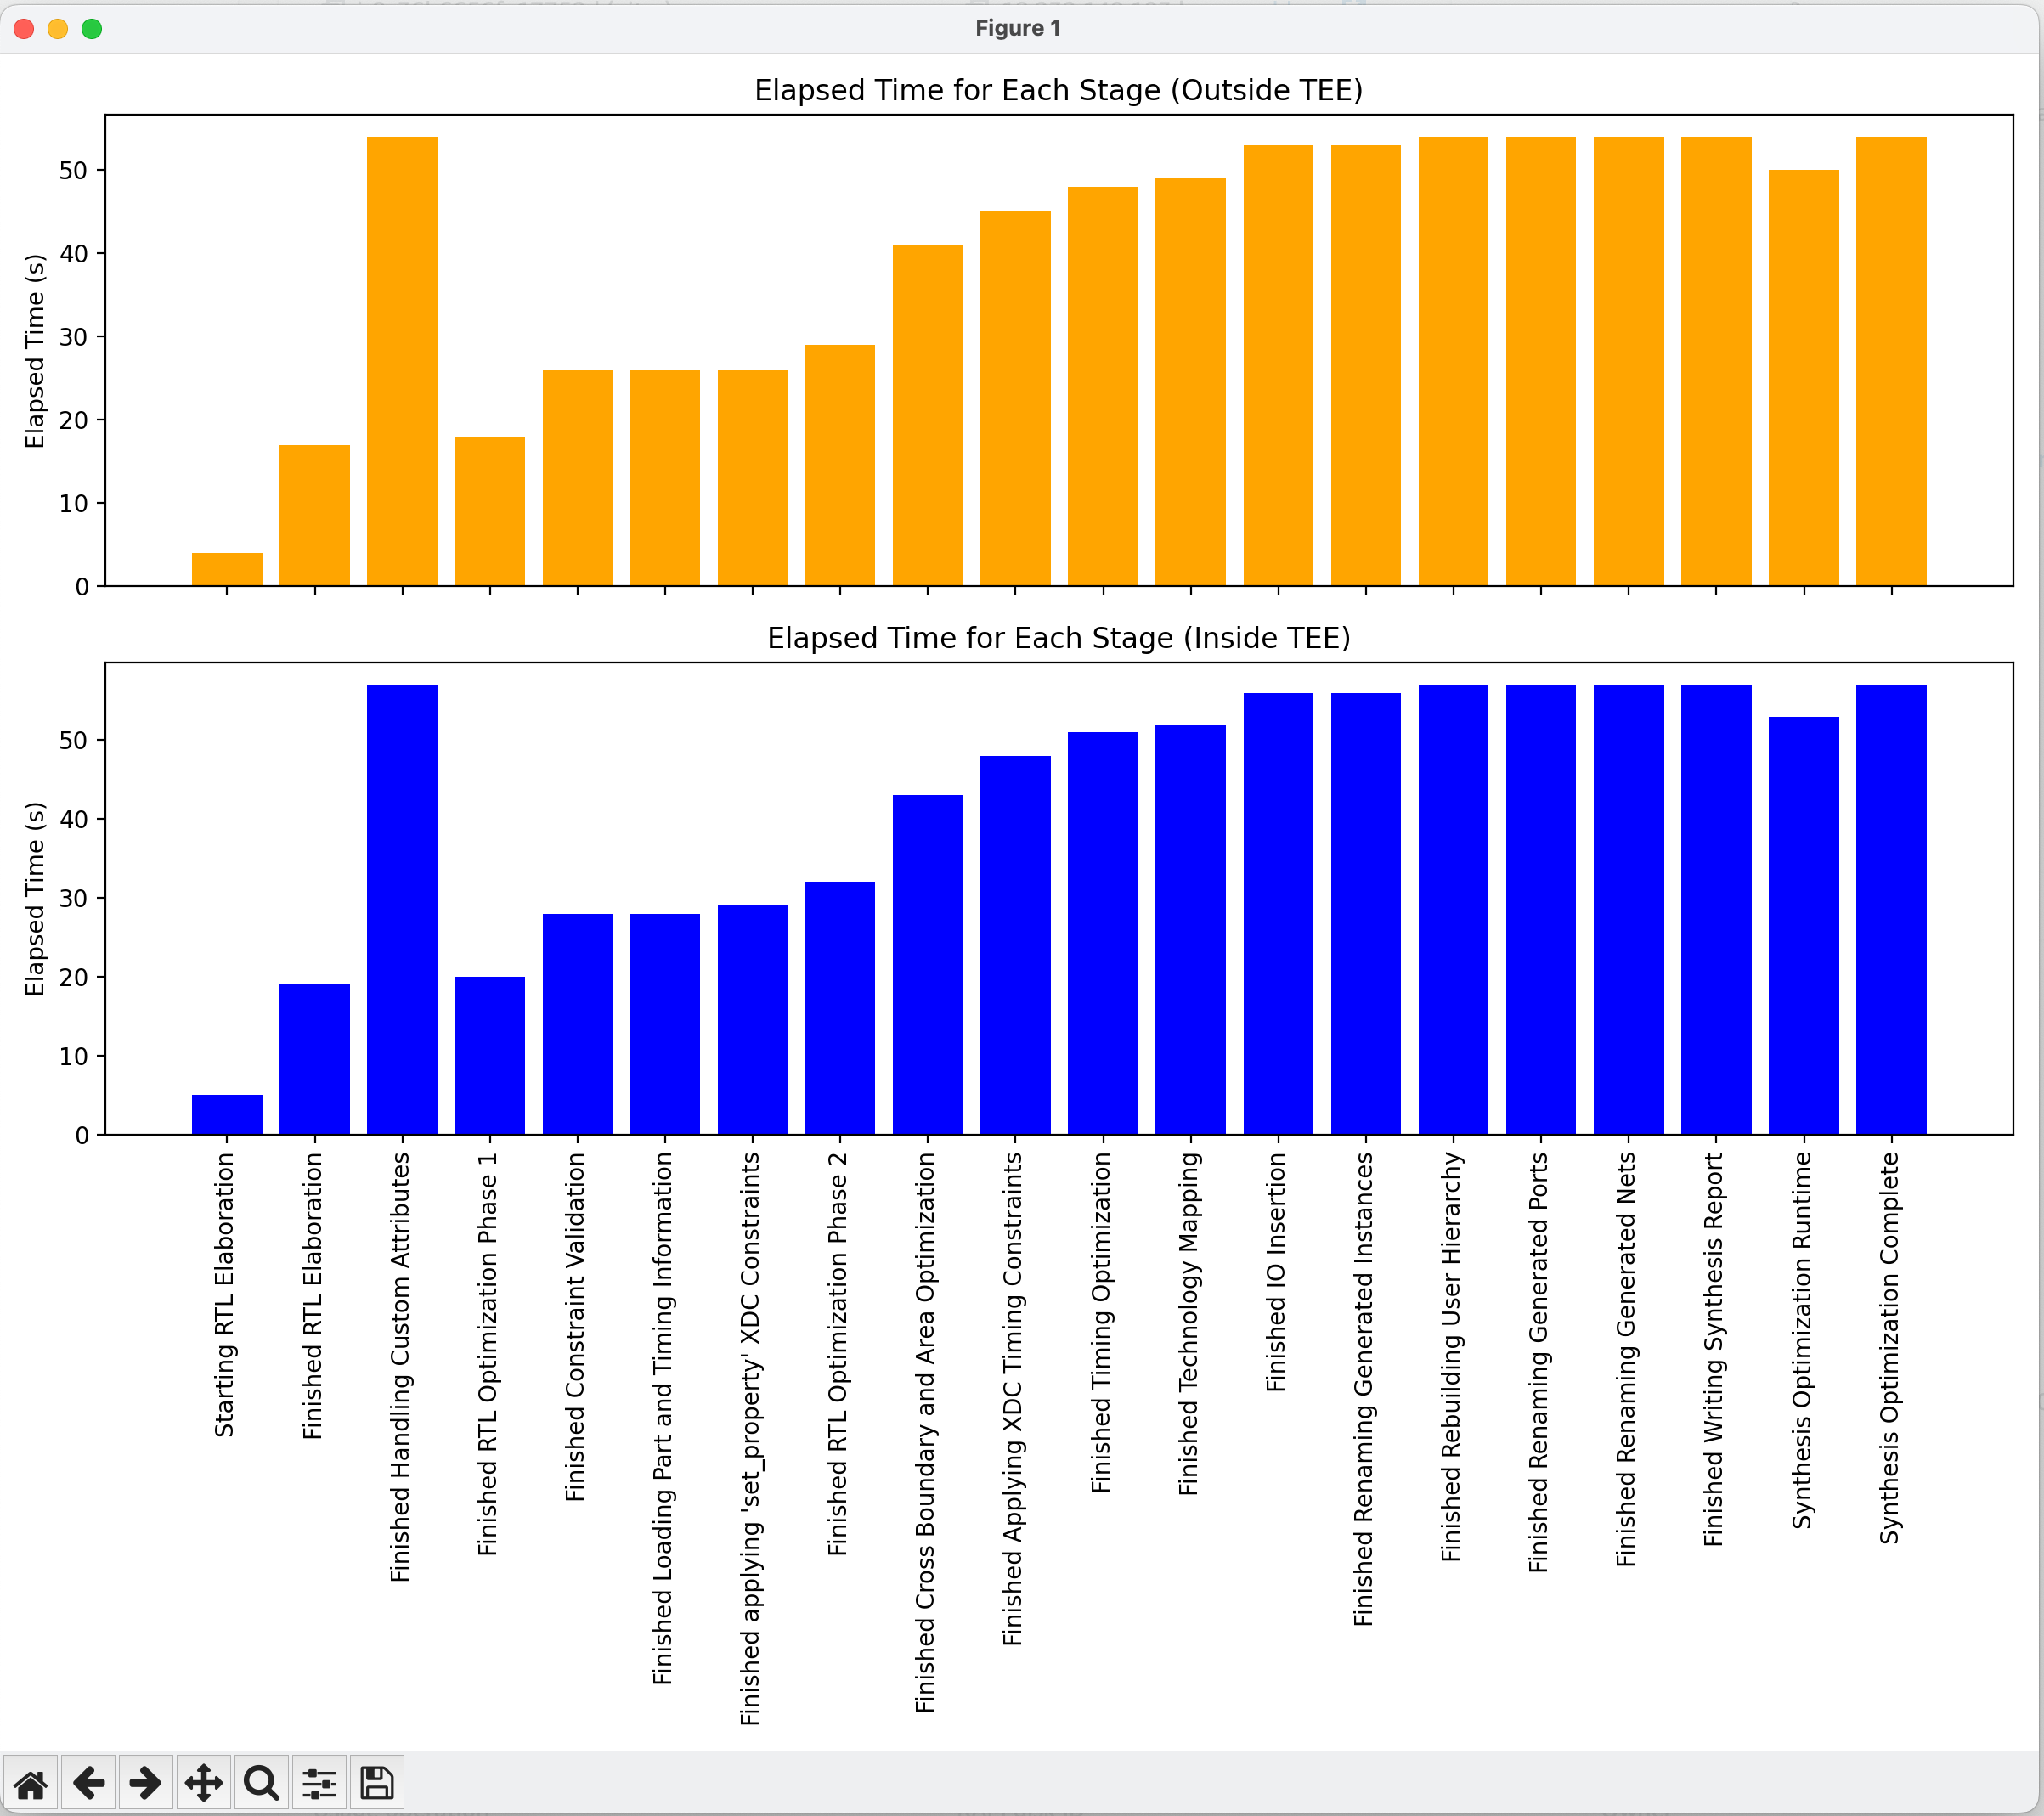 Figure 1
Elapsed Time for Each Stage (Outside TEE)
Elapsed Time (s)
50
40
30
20
10
0
Elapsed Time for Each Stage (Inside TEE)
Elapsed Time (s)
50
40
30
20
10
0
Starting RTL Elaboration
Finished RTL Elaboration
Finished Handling Custom Attributes
Finished RTL Optimization Phase 1
Finished Constraint Validation
Finished Loading Part and Timing Information
Finished applying 'set_property' XDC Constraints
Finished RTL Optimization Phase 2
Finished Cross Boundary and Area Optimization
Finished Applying XDC Timing Constraints
Finished Timing Optimization
Finished Technology Mapping
Finished IO Insertion
Finished Renaming Generated Instances
Finished Rebuilding User Hierarchy
Finished Renaming Generated Ports
Finished Renaming Generated Nets
Finished Writing Synthesis Report
Synthesis Optimization Runtime
Synthesis Optimization Complete